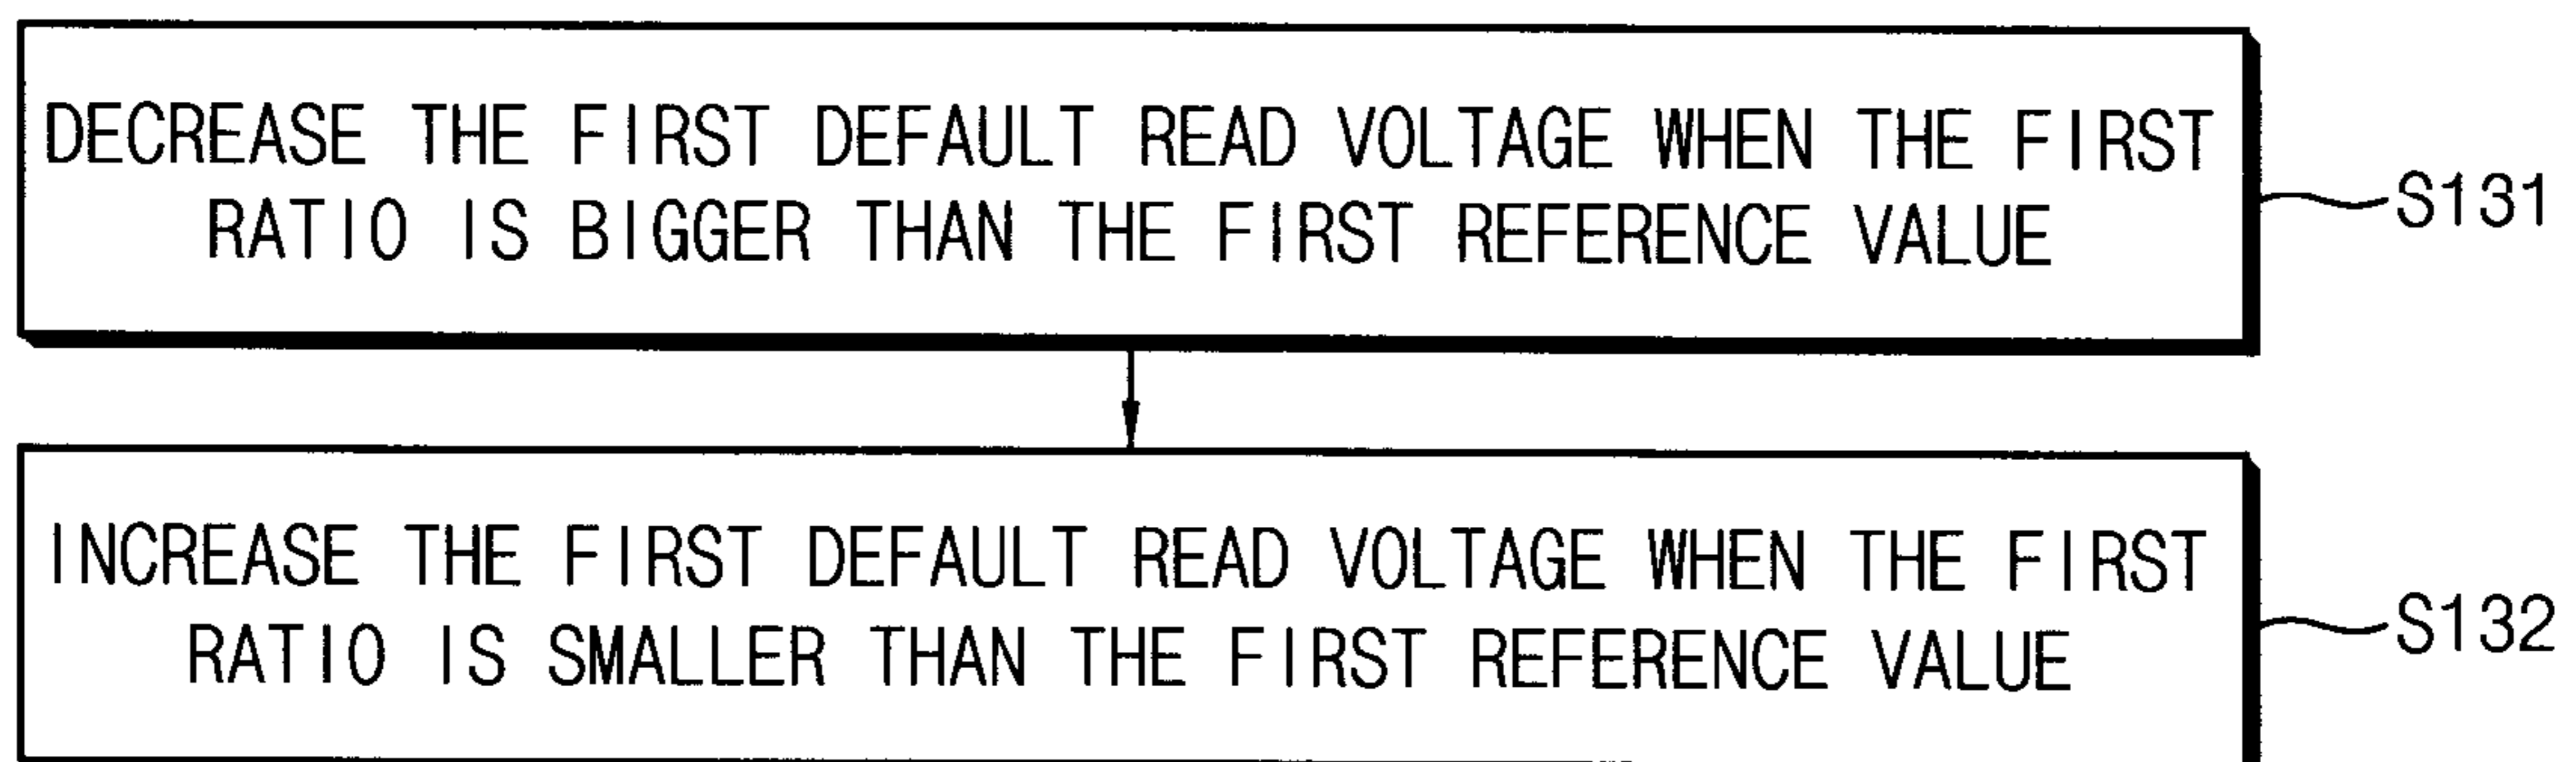 DECREASE THE FIRST DEFAULT READ VOLTAGE WHEN THE FIRST
RATIO IS BIGGER THAN THE FIRST REFERENCE VALUE
S131
INCREASE THE FIRST DEFAULT READ VOLTAGE WHEN THE FIRST
RATIO IS SMALLER THAN THE FIRST REFERENCE VALUE
S132